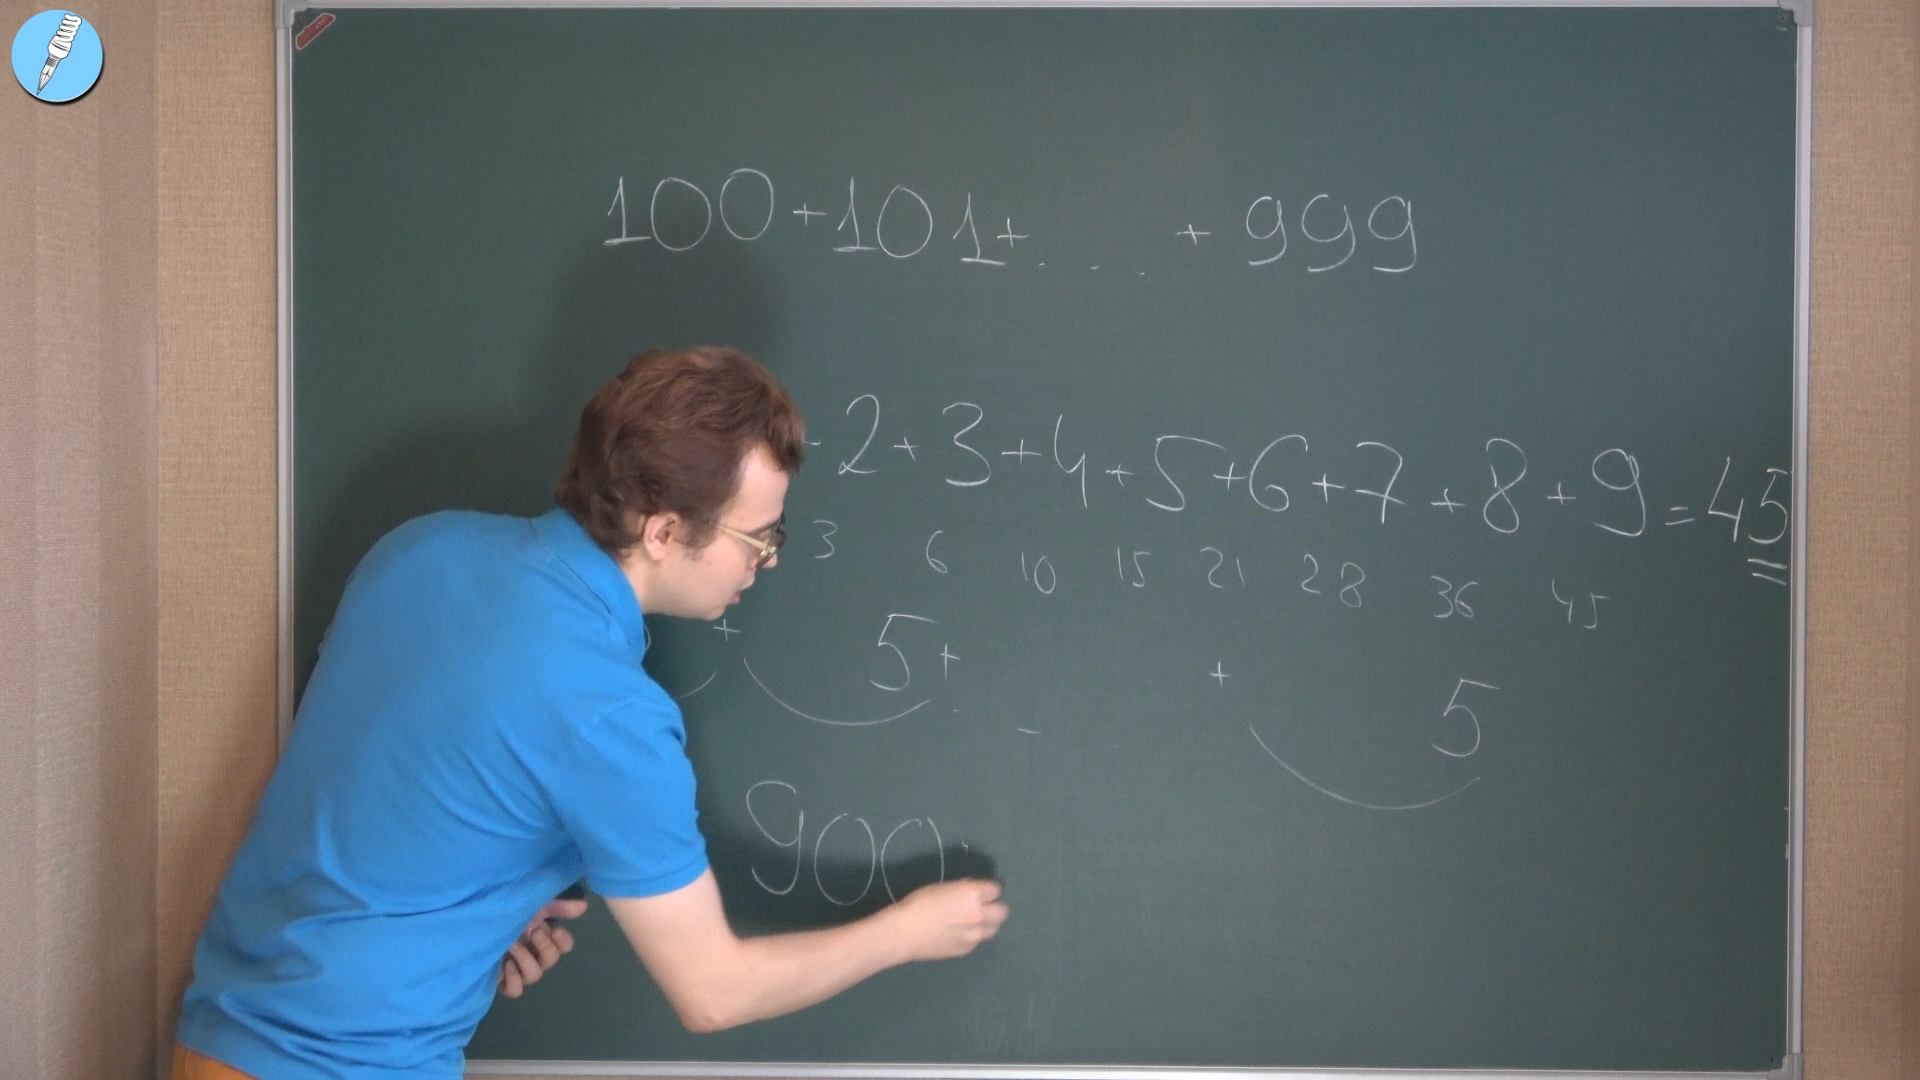 100+101+ . . . + 999
2+3+4+5+6+7+8+9=45
3 6 10 15 21 28 36 45
+ 5+ + 5
900